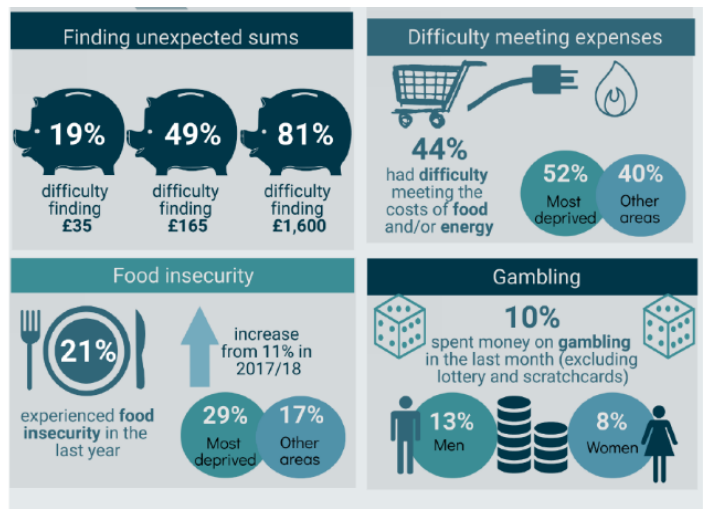 Finding unexpected sums
19%
difficulty
finding
£35
49%
difficulty
finding
£165
81%
difficulty
finding
£1,600
Difficulty meeting expenses
44%
had difficulty
meeting the
costs of food
and/or energy
52%
Most
deprived
40%
Other
areas
Food insecurity
21%
experienced food
insecurity in the
last year
increase
from 11% in
2017/18
29%
Most
deprived
17%
Other
areas
Gambling
10%
spent money on gambling
in the last month (excluding
lottery and scratchcards)
13%
Men
8%
Women